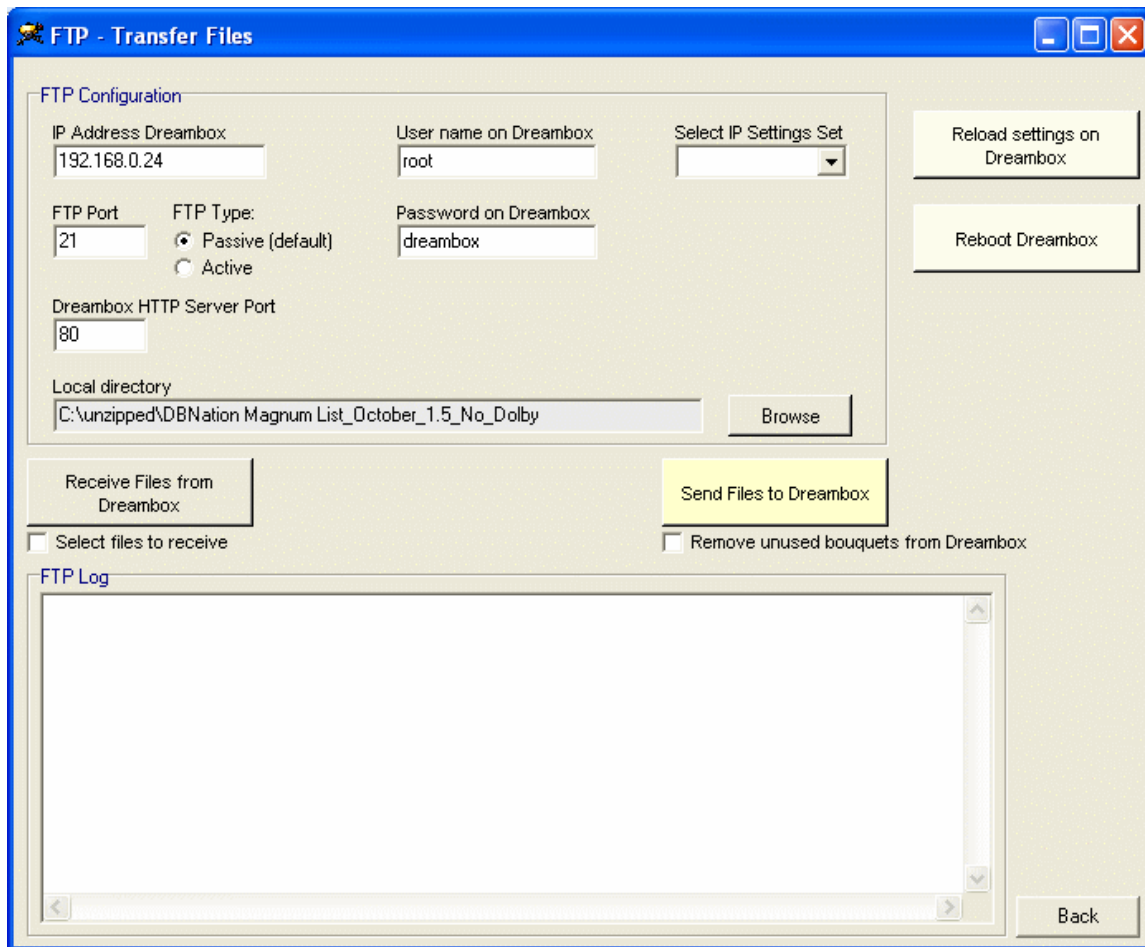 FTP - Transfer Files
FTP Configuration
IP Address Dreambox
User name on Dreambox
Select IP Settings Set
192.168.0.24
root
Reload settings on
Dreambox
FTP Port
FTP Type:
Password on Dreambox
21
Passive (default)
dreambox
Active
Reboot Dreambox
Dreambox HTTP Server Port
80
Local directory
C:\unzipped\DBNation Magnum List_October_1.5_No_Dolby
Browse
Receive Files from
Dreambox
Send Files to Dreambox
Select files to receive
Remove unused bouquets from Dreambox
FTP Log
Back